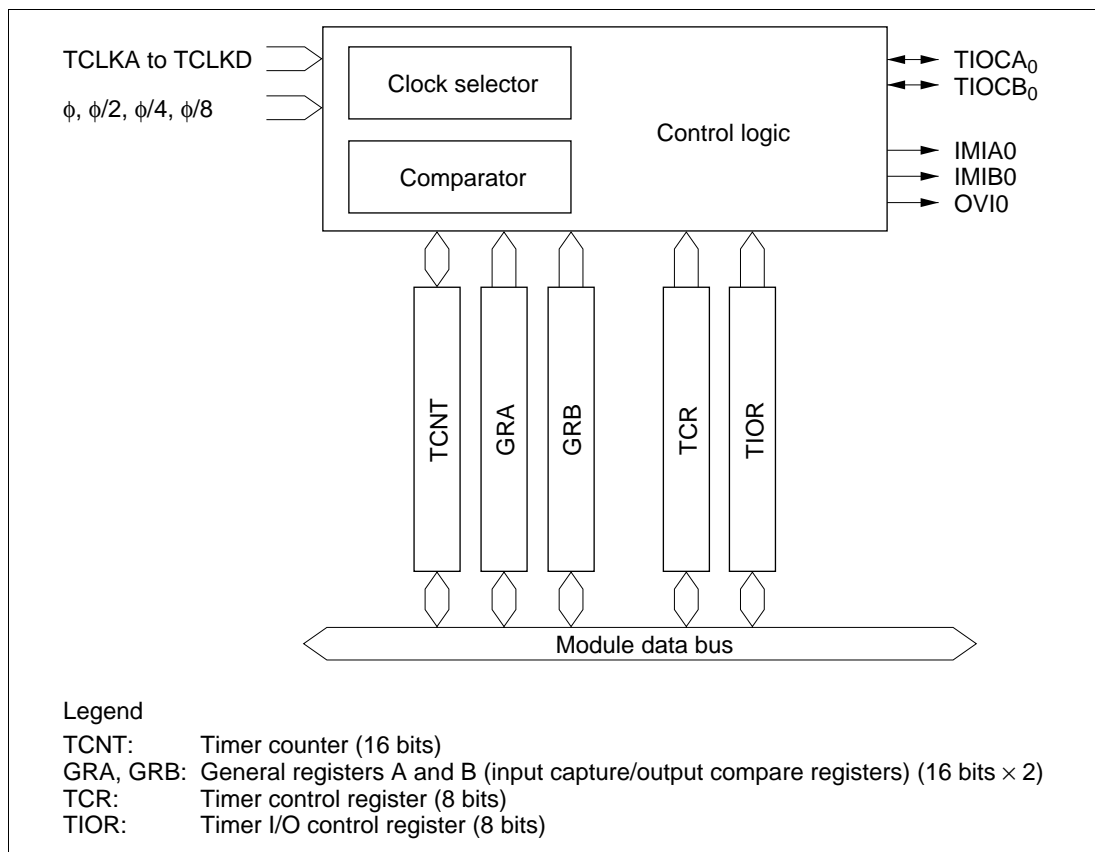 TCLKA to TCLKD
ϕ, ϕ/2, ϕ/4, ϕ/8
Clock selector
Comparator
Control logic
TIOCA₀
TIOCB₀
IMIA0
IMIB0
OVI0
TCNT
GRA
GRB
TCR
TIOR
Module data bus
Legend
TCNT: Timer counter (16 bits)
GRA, GRB: General registers A and B (input capture/output compare registers) (16 bits × 2)
TCR: Timer control register (8 bits)
TIOR: Timer I/O control register (8 bits)